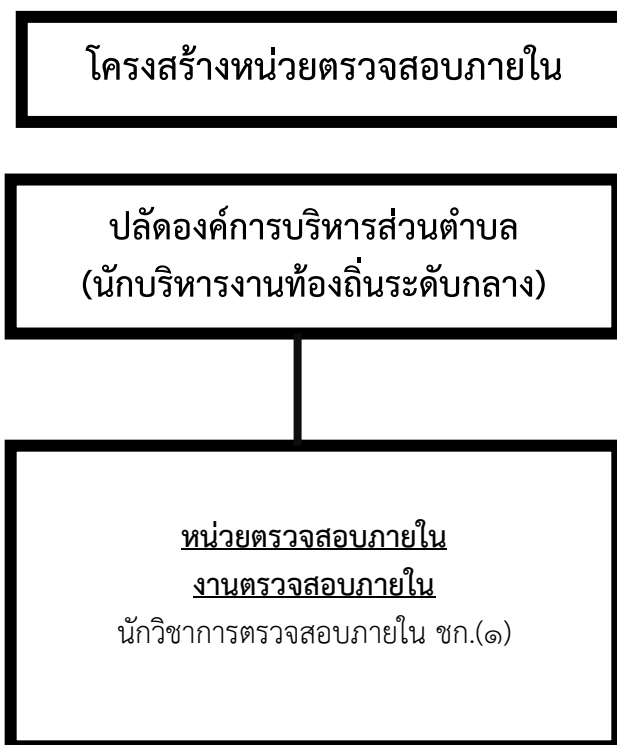 โครงสร้างหน่วยตรวจสอบภายใน
ปลัดองค์การบริหารส่วนตำบล
(นักบริหารงานท้องถิ่นระดับกลาง)
หน่วยตรวจสอบภายใน
งานตรวจสอบภายใน
นักวิชาการตรวจสอบภายใน ชก.(๑)